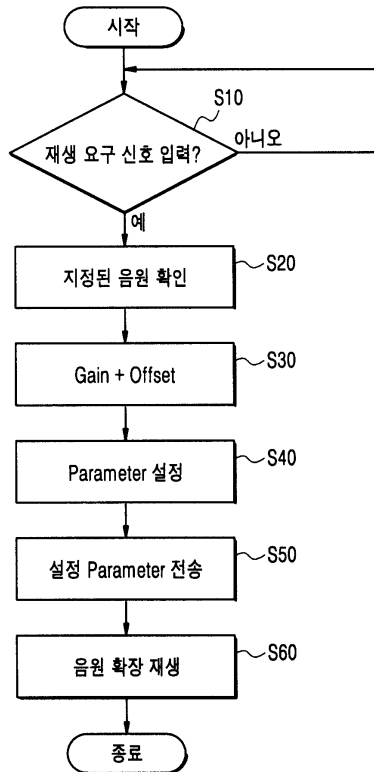 시작
S10
재생 요구 신호 입력?
아니오
예
지정된 음원 확인
S20
Gain + Offset
S30
Parameter 설정
S40
설정 Parameter 전송
S50
음원 확장 재생
S60
종료